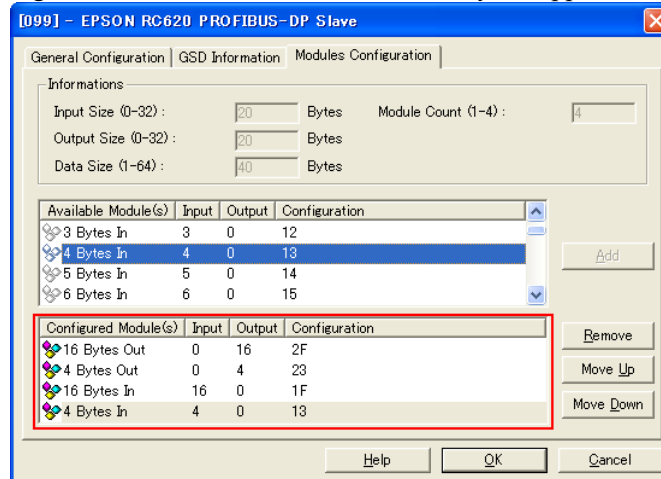 [099] - EPSON RC620 PROFIBUS-DP Slave
General Configuration GSD Information Modules Configuration
Informations
Input Size (0-32) : 20 Bytes Module Count (1-4) : 4
Output Size (0-32) : 20 Bytes
Data Size (1-64) : 40 Bytes
Available Module(s) Input Output Configuration
3 Bytes In 3 0 12
4 Bytes In 4 0 13
5 Bytes In 5 0 14
6 Bytes In 6 0 15
Add
Configured Module(s) Input Output Configuration
16 Bytes Out 0 16 2F
4 Bytes Out 0 4 23
16 Bytes In 16 0 1F
4 Bytes In 4 0 13
Remove
Move Up
Move Down
Help OK Cancel